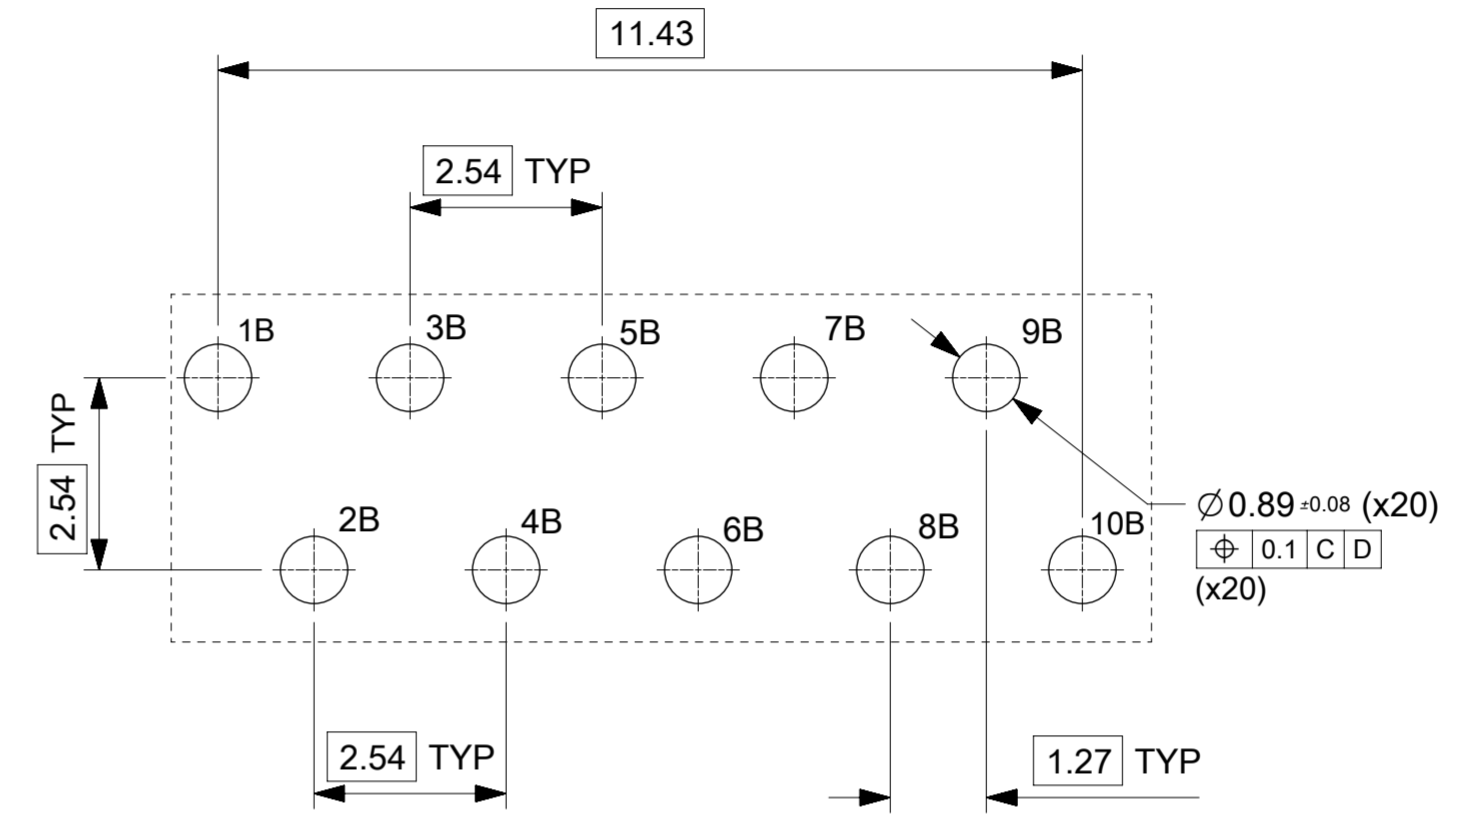 11.43
2.54 TYP
1B
3B
5B
7B
9B
2.54 TYP
2B
4B
6B
8B
10B
⌀0.89 ±0.08 (x20)
⌖ 0.1 C D
(x20)
2.54 TYP
1.27 TYP